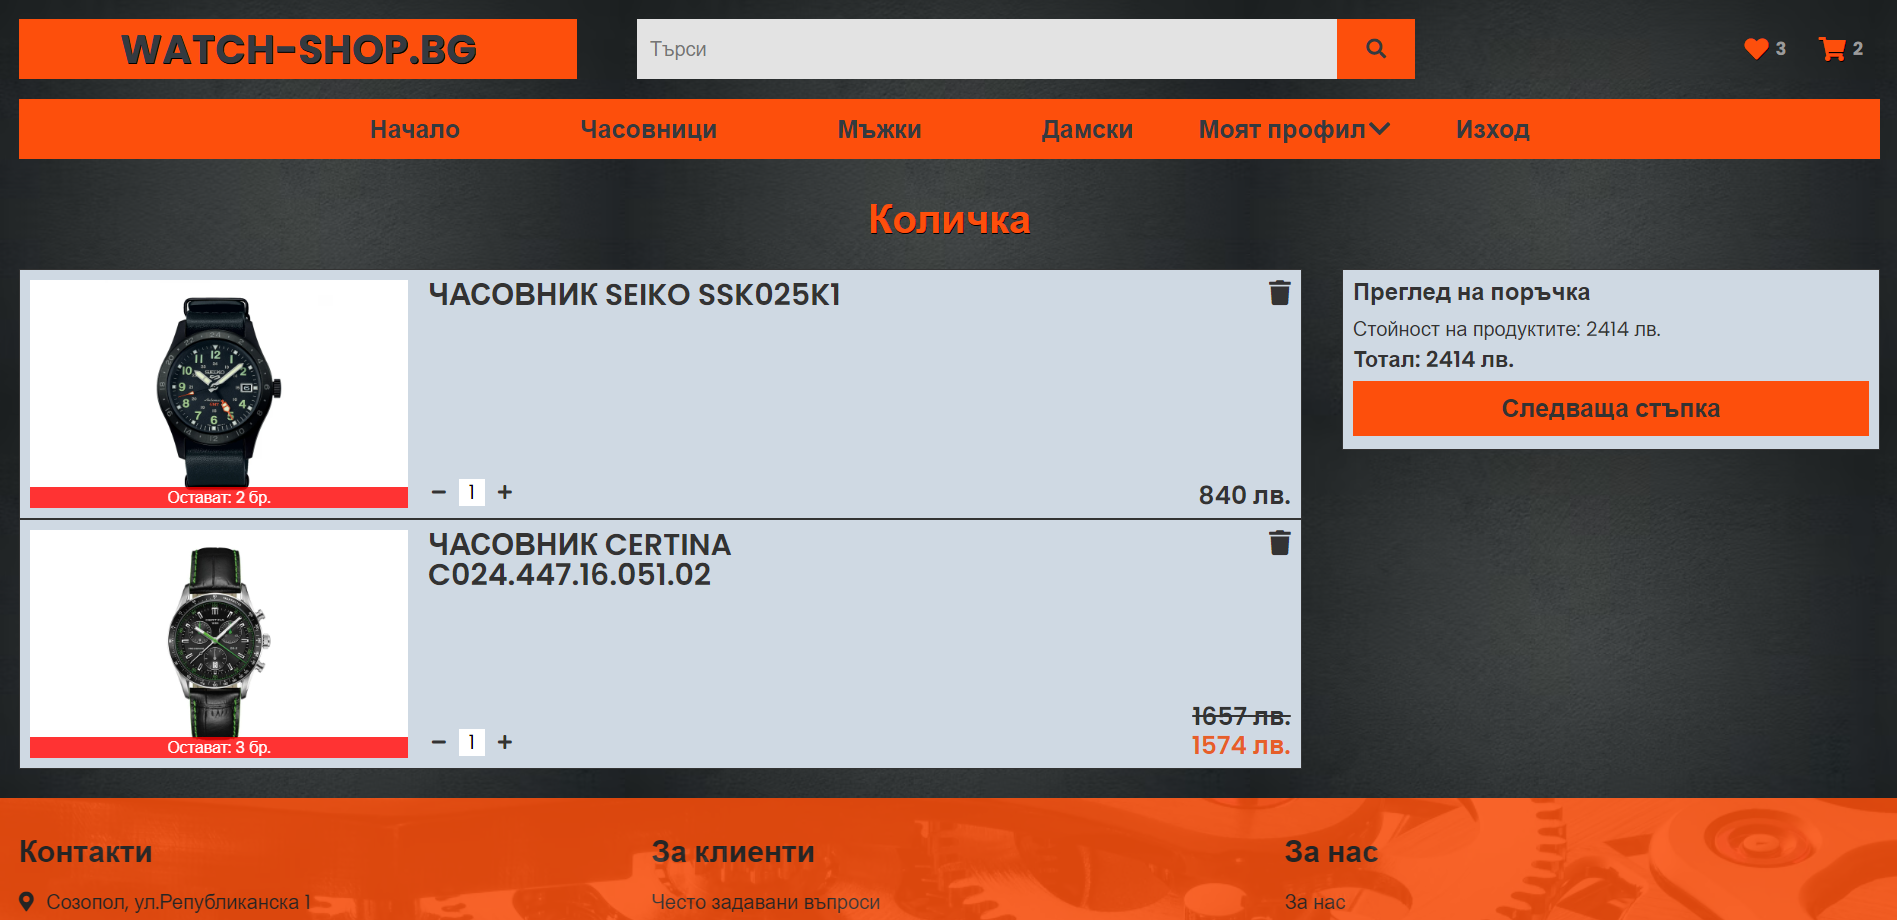 WATCH-SHOP.BG
Търси
3
2
Начало Часовници Мъжки Дамски Моят профил Изход
Количка
ЧАСОВНИК SEIKO SSK025K1
Остават: 2 бр.
1
840 лв.
ЧАСОВНИК CERTINA
C024.447.16.051.02
Остават: 3 бр.
1
1657 лв.
1574 лв.
Преглед на поръчка
Стойност на продуктите: 2414 лв.
Тотал: 2414 лв.
Следваща стъпка
Контакти
Созопол, ул.Републиканска 1
За клиенти
Често задавани въпроси
За нас
За нас